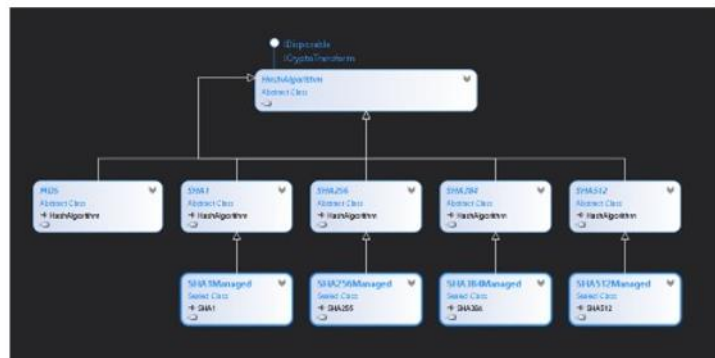 IDisposable
ICryptoTransform
HashAlgorithm
Abstract Class
MD5
Abstract Class
HashAlgorithm
SHA1
Abstract Class
HashAlgorithm
SHA256
Abstract Class
HashAlgorithm
SHA384
Abstract Class
HashAlgorithm
SHA512
Abstract Class
HashAlgorithm
SHA1Managed
Sealed Class
SHA1
SHA256Managed
Sealed Class
SHA256
SHA384Managed
Sealed Class
SHA384
SHA512Managed
Sealed Class
SHA512